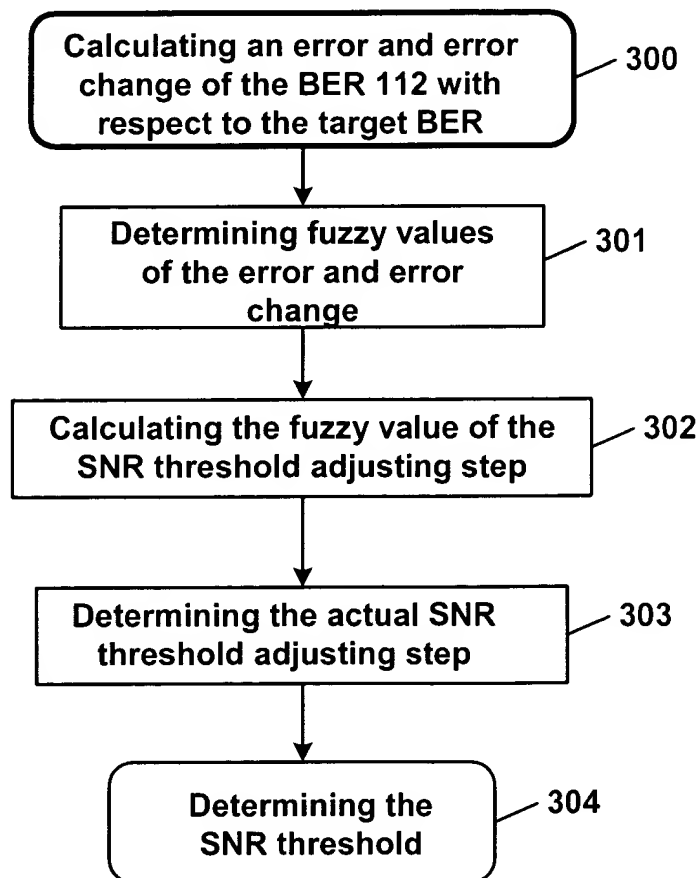 Calculating an error and error
change of the BER 112 with
respect to the target BER
300
Determining fuzzy values
of the error and error
change
301
Calculating the fuzzy value of the
SNR threshold adjusting step
302
Determining the actual SNR
threshold adjusting step
303
Determining the
SNR threshold
304